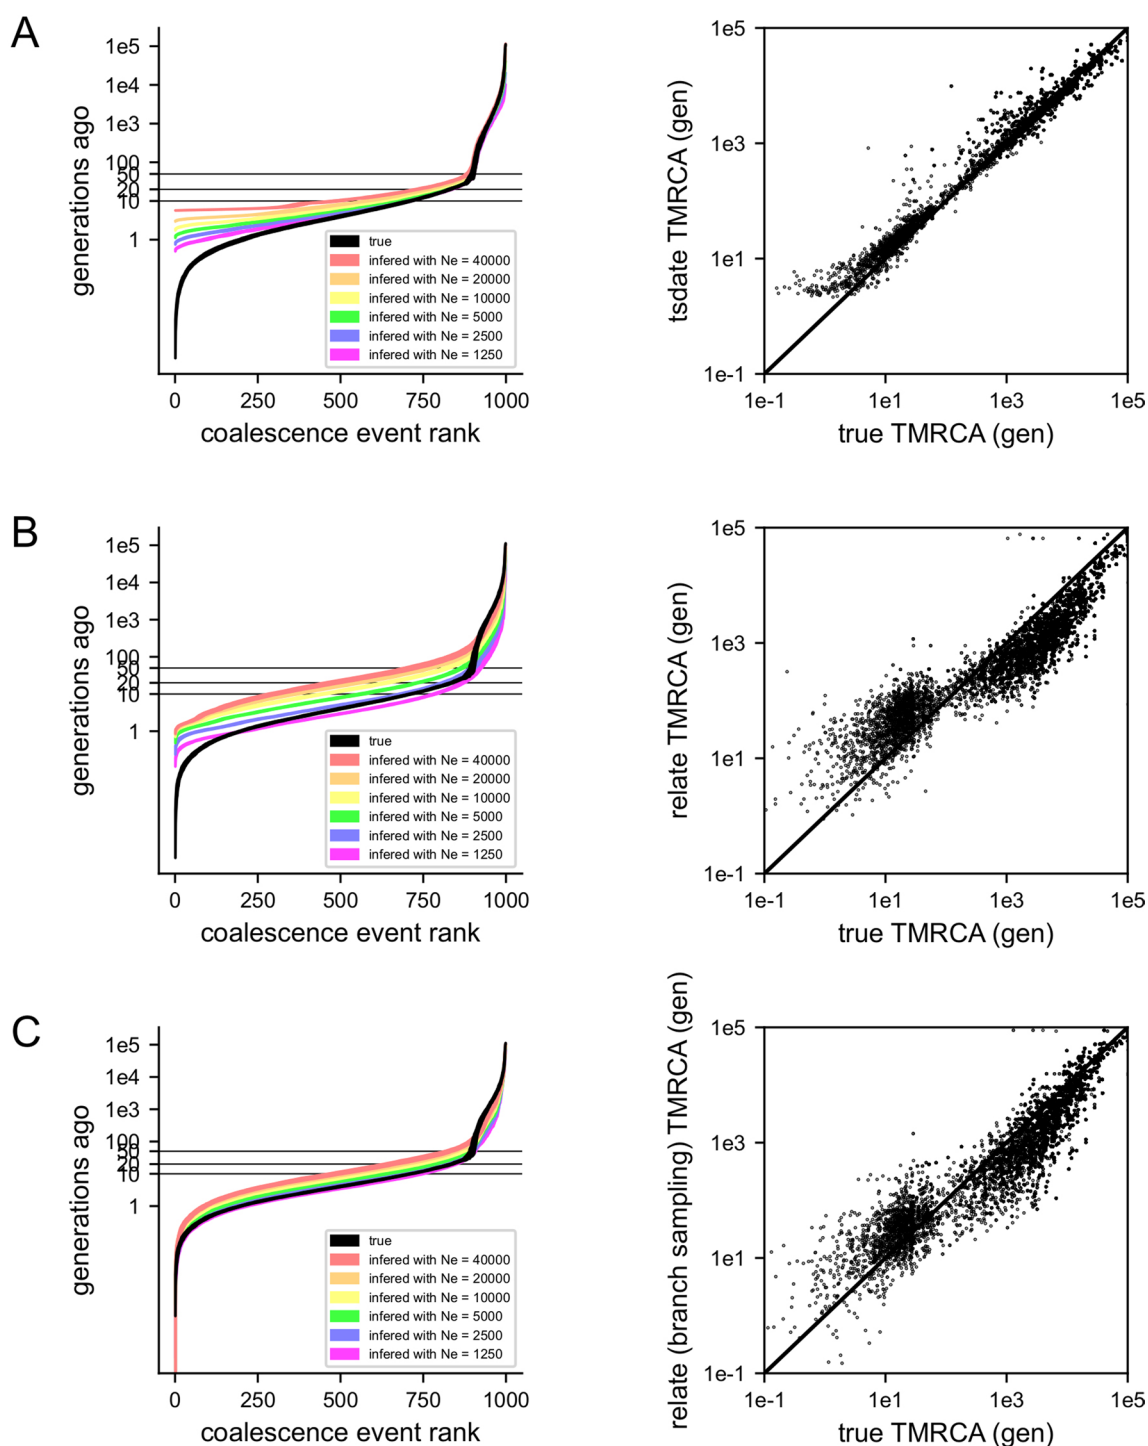 A
generations ago
1e5
1e4
1e3
100
50
20
10
1
true
infered with Ne = 40000
infered with Ne = 20000
infered with Ne = 10000
infered with Ne = 5000
infered with Ne = 2500
infered with Ne = 1250
0 250 500 750 1000
coalescence event rank
tsdate TMRCA (gen)
1e5
1e3
1e1
1e-1
1e-1 1e1 1e3 1e5
true TMRCA (gen)
B
generations ago
1e5
1e4
1e3
100
50
20
10
1
true
infered with Ne = 40000
infered with Ne = 20000
infered with Ne = 10000
infered with Ne = 5000
infered with Ne = 2500
infered with Ne = 1250
0 250 500 750 1000
coalescence event rank
relate TMRCA (gen)
1e5
1e3
1e1
1e-1
1e-1 1e1 1e3 1e5
true TMRCA (gen)
C
generations ago
1e5
1e4
1e3
100
50
20
10
1
true
infered with Ne = 40000
infered with Ne = 20000
infered with Ne = 10000
infered with Ne = 5000
infered with Ne = 2500
infered with Ne = 1250
0 250 500 750 1000
coalescence event rank
relate (branch sampling) TMRCA (gen)
1e5
1e3
1e1
1e-1
1e-1 1e1 1e3 1e5
true TMRCA (gen)